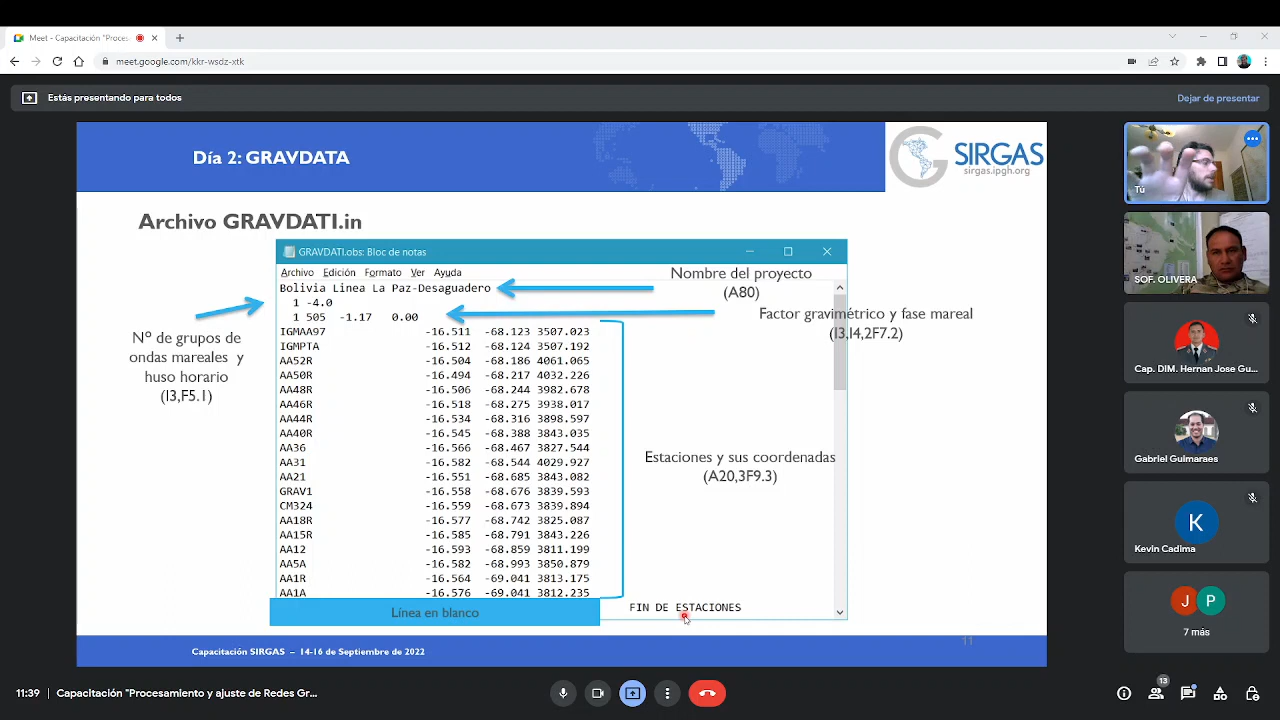 Meet - Capacitación "Proces
meet.google.com/kkr-wsdz-xtk
Estás presentando para todos
Dejar de presentar
Día 2: GRAVDATA
SIRGAS
sirgas.ipgh.org
Archivo GRAVDATI.in
GRAVDATI.obs: Bloc de notas
Archivo Edición Formato Ver Ayuda
Bolivia Linea La Paz-Desaguadero
1 -4.0
1 505 -1.17 0.00
IGMAA97 -16.511 -68.123 3507.023
IGMPTA -16.512 -68.124 3507.192
AA52R -16.504 -68.186 4061.065
AA50R -16.494 -68.217 4032.226
AA48R -16.506 -68.244 3982.678
AA46R -16.518 -68.275 3938.017
AA44R -16.534 -68.316 3898.597
AA40R -16.545 -68.388 3843.035
AA36 -16.566 -68.467 3827.544
AA31 -16.582 -68.544 4029.927
AA21 -16.551 -68.685 3843.082
GRAV1 -16.558 -68.676 3839.593
CM324 -16.559 -68.673 3839.894
AA18R -16.577 -68.742 3825.087
AA15R -16.585 -68.791 3843.226
AA12 -16.593 -68.859 3811.199
AA5A -16.582 -68.993 3850.879
AA1R -16.564 -69.041 3813.175
AA1A -16.576 -69.041 3812.235
Nombre del proyecto
(A80)
Factor gravimétrico y fase mareal
(I3,I4,2F7.2)
Nº de grupos de
ondas mareales y
huso horario
(I3,F5.1)
Estaciones y sus coordenadas
(A20,3F9.3)
Línea en blanco
FIN DE ESTACIONES
11
Capacitación SIRGAS – 14-16 de Septiembre de 2022
Tú
SOF. OLIVERA
Cap. DIM. Hernan Jose Gu...
Gabriel Guimaraes
K
Kevin Cadima
J P
7 más
11:39 Capacitación "Procesamiento y ajuste de Redes Gr...
13